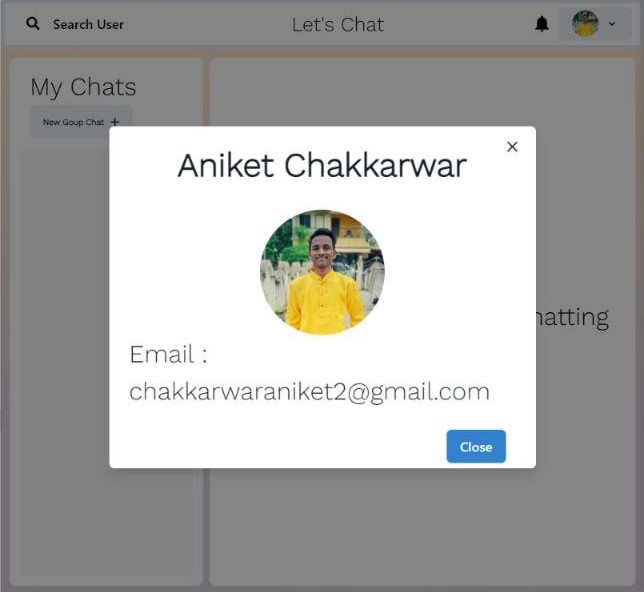 Search User
Let's Chat
My Chats
New Goup Chat +
Aniket Chakkarwar
Email :
chakkarwaraniket2@gmail.com
hatting
Close